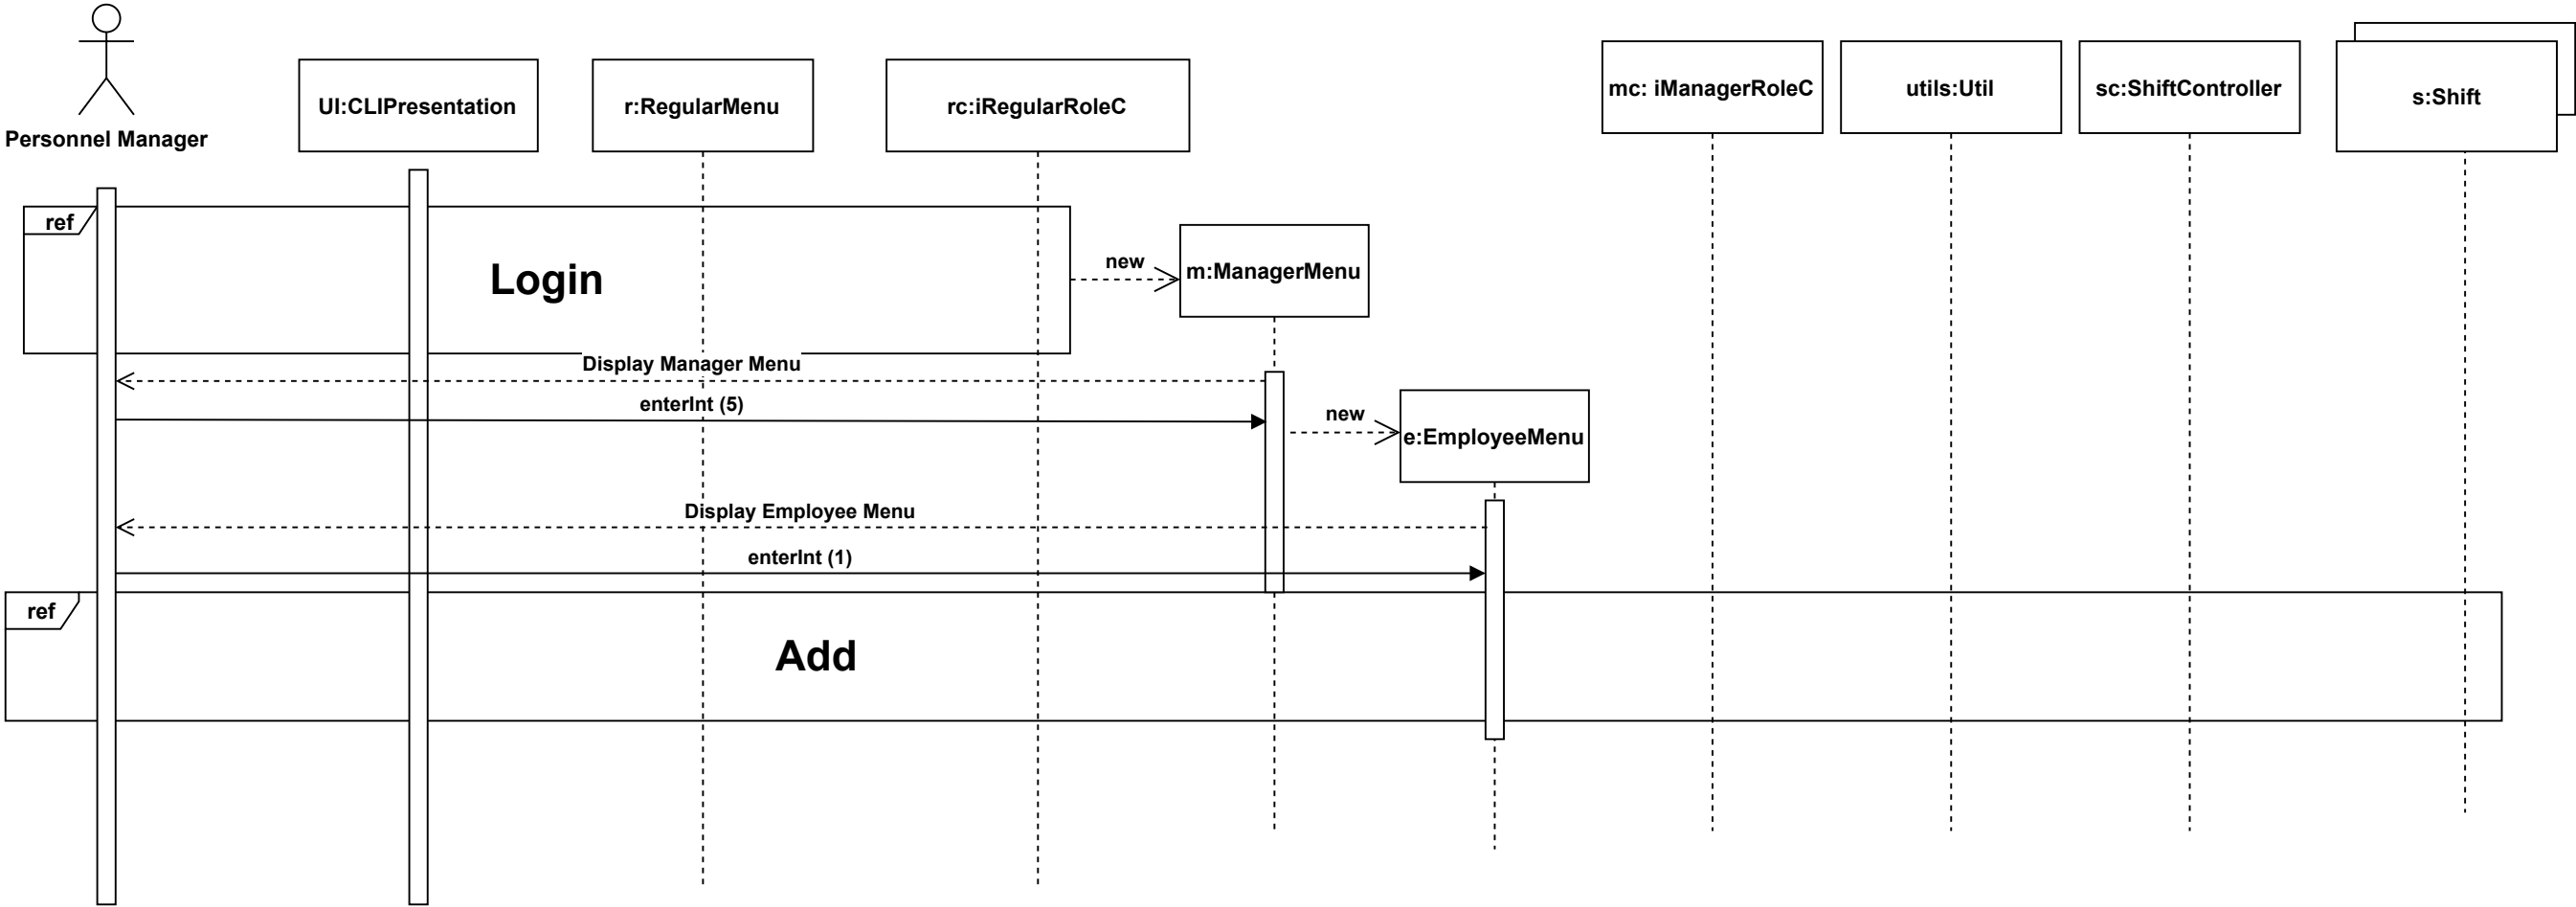 Personnel Manager
UI:CLIPresentation
r:RegularMenu
rc:iRegularRoleC
mc: iManagerRoleC
utils:Util
sc:ShiftController
s:Shift
ref
Login
new
m:ManagerMenu
Display Manager Menu
enterInt (5)
new
e:EmployeeMenu
Display Employee Menu
enterInt (1)
ref
Add